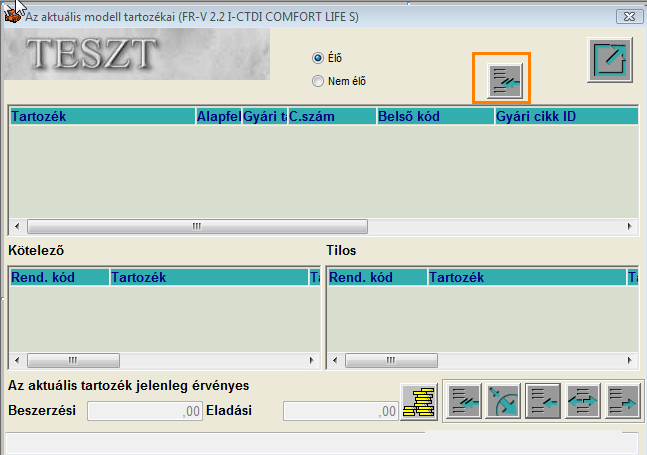 Az aktuális modell tartozékai (FR-V 2.2 I-CTDI COMFORT LIFE S)
TESZT
Élő
Nem élő
Tartozék Alapfel Gyári ta C.szám Belső kód Gyári cikk ID
Kötelező Tilos
Rend. kód Tartozék Ta Rend. kód Tartozék Ta
Az aktuális tartozék jelenleg érvényes
Beszerzési ,00 Eladási ,00